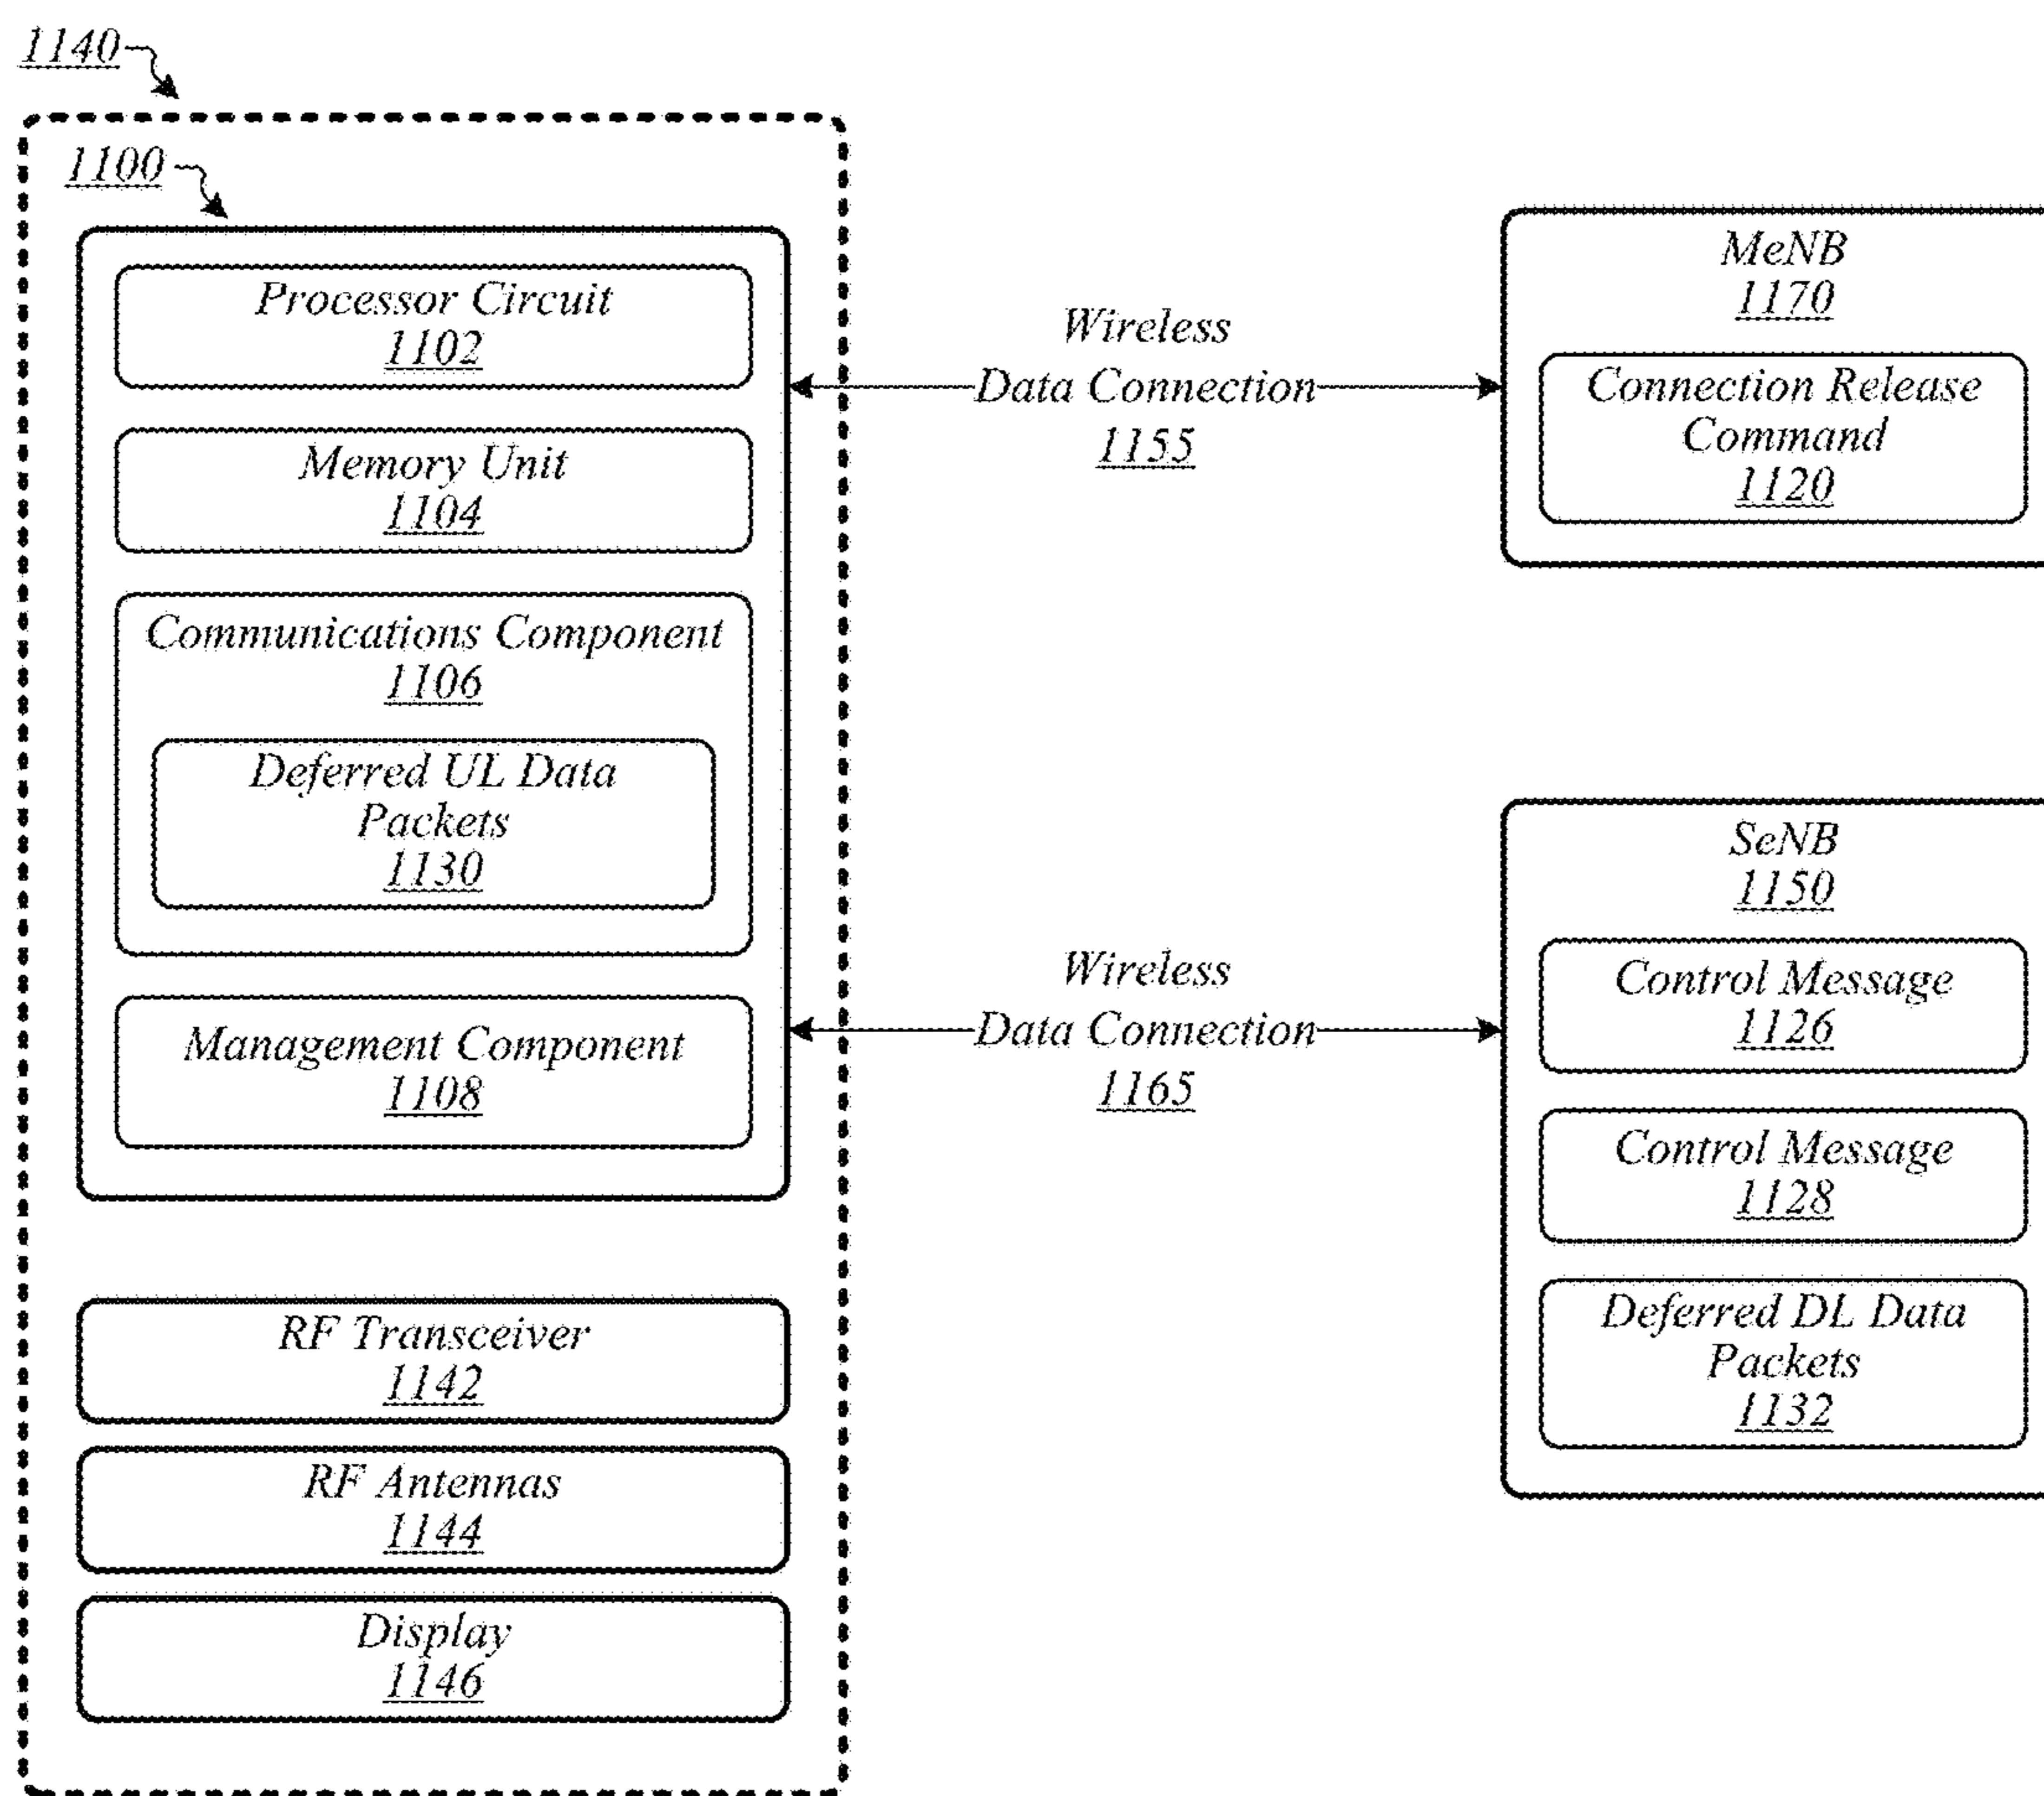 1140
1100
Processor Circuit
1102
Memory Unit
1104
Communications Component
1106
Deferred UL Data
Packets
1130
Management Component
1108
RF Transceiver
1142
RF Antennas
1144
Display
1146
Wireless
Data Connection
1155
Wireless
Data Connection
1165
MeNB
1170
Connection Release
Command
1120
SeNB
1150
Control Message
1126
Control Message
1128
Deferred DL Data
Packets
1132